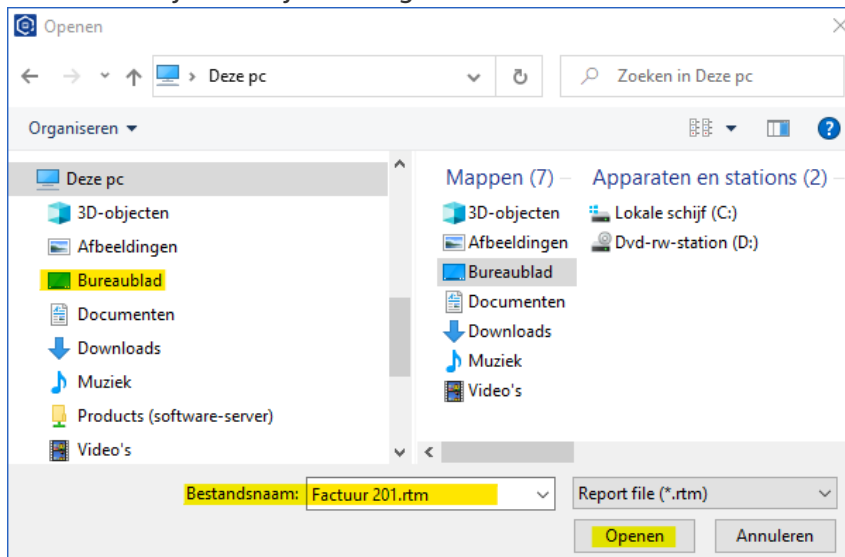 Openen
Deze pc
Zoeken in Deze pc
Organiseren
Deze pc
3D-objecten
Afbeeldingen
Bureaublad
Documenten
Downloads
Muziek
Products (software-server)
Video's
Mappen (7)
3D-objecten
Afbeeldingen
Bureaublad
Documenten
Downloads
Muziek
Video's
Apparaten en stations (2)
Lokale schijf (C:)
Dvd-rw-station (D:)
Bestandsnaam: Factuur 201.rtm
Report file (*.rtm)
Openen
Annuleren